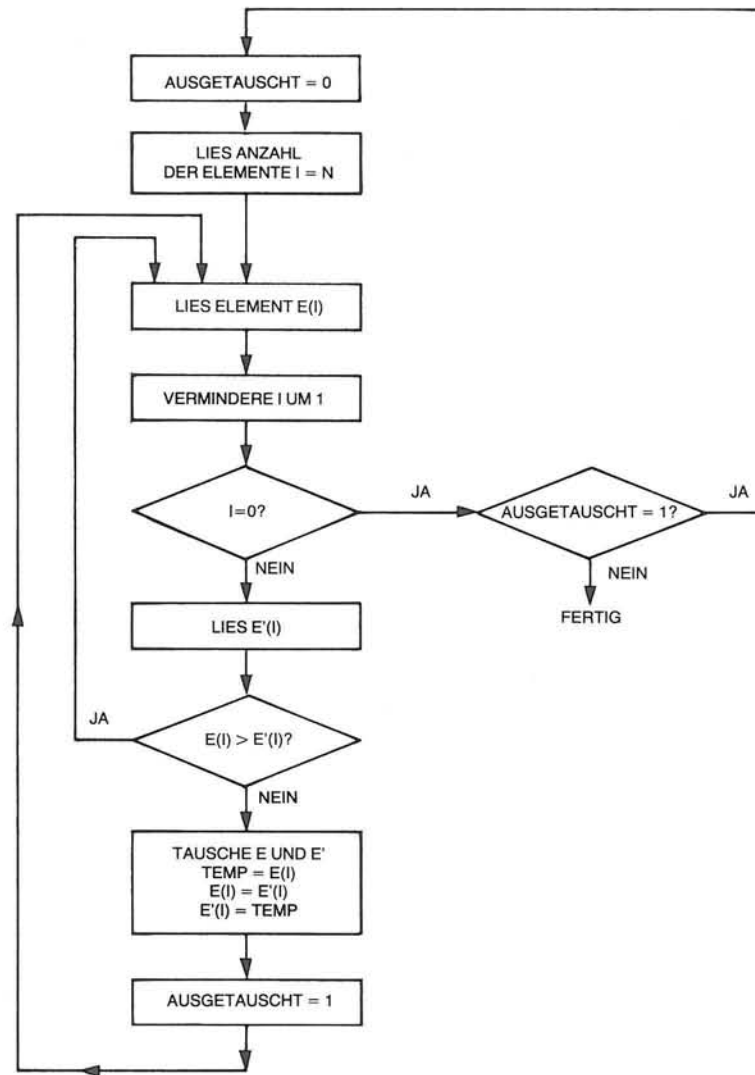 AUSGETAUSCHT = 0
LIES ANZAHL
DER ELEMENTE I = N
LIES ELEMENT E(I)
VERMINDERE I UM 1
I=0?
JA
AUSGETAUSCHT = 1?
JA
NEIN
NEIN
FERTIG
LIES E'(I)
JA
E(I) > E'(I)?
NEIN
TAUSCHE E UND E'
TEMP = E(I)
E(I) = E'(I)
E'(I) = TEMP
AUSGETAUSCHT = 1